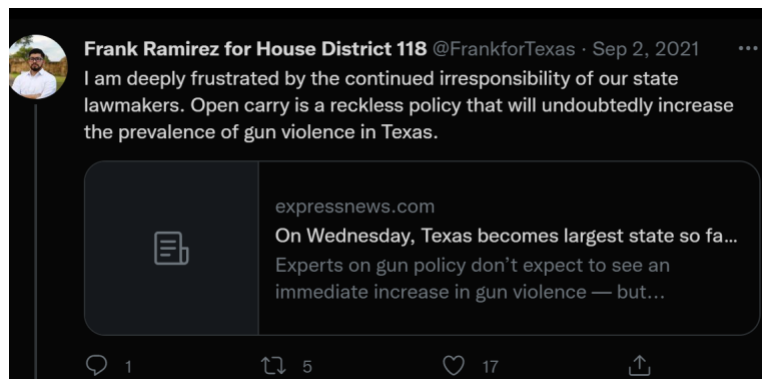 Frank Ramirez for House District 118 @FrankforTexas · Sep 2, 2021 ···
I am deeply frustrated by the continued irresponsibility of our state
lawmakers. Open carry is a reckless policy that will undoubtedly increase
the prevalence of gun violence in Texas.
expressnews.com
On Wednesday, Texas becomes largest state so fa...
Experts on gun policy don't expect to see an
immediate increase in gun violence — but...
1 5 17